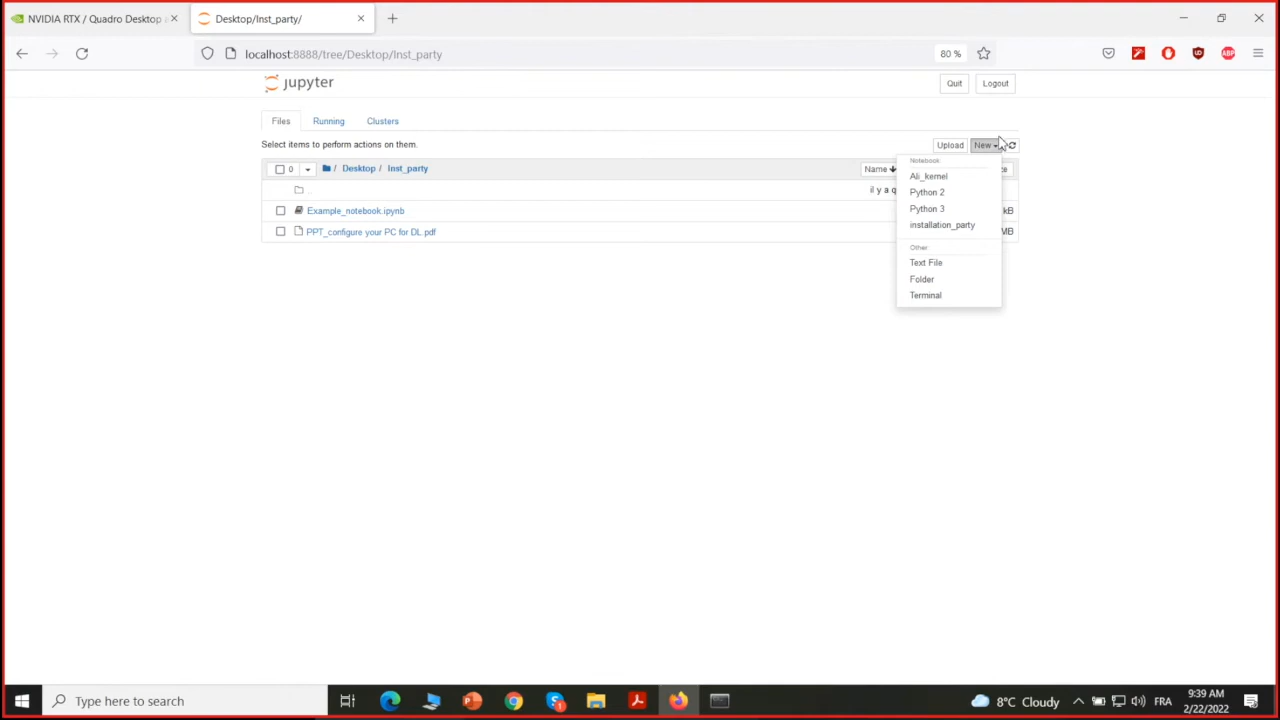 NVIDIA RTX / Quadro Desktop
Desktop/Inst_party/
localhost:8888/tree/Desktop/Inst_party
80 %
jupyter
Quit
Logout
Files
Running
Clusters
Select items to perform actions on them.
Upload
New
0
/
Desktop /
Inst_party
Name
ze
..
il y a q
Example_notebook.ipynb
kB
PPT_configure your PC for DL.pdf
MB
Notebook:
Ali_kernel
Python 2
Python 3
installation_party
Other:
Text File
Folder
Terminal
Type here to search
8°C Cloudy
FRA
9:39 AM
2/22/2022